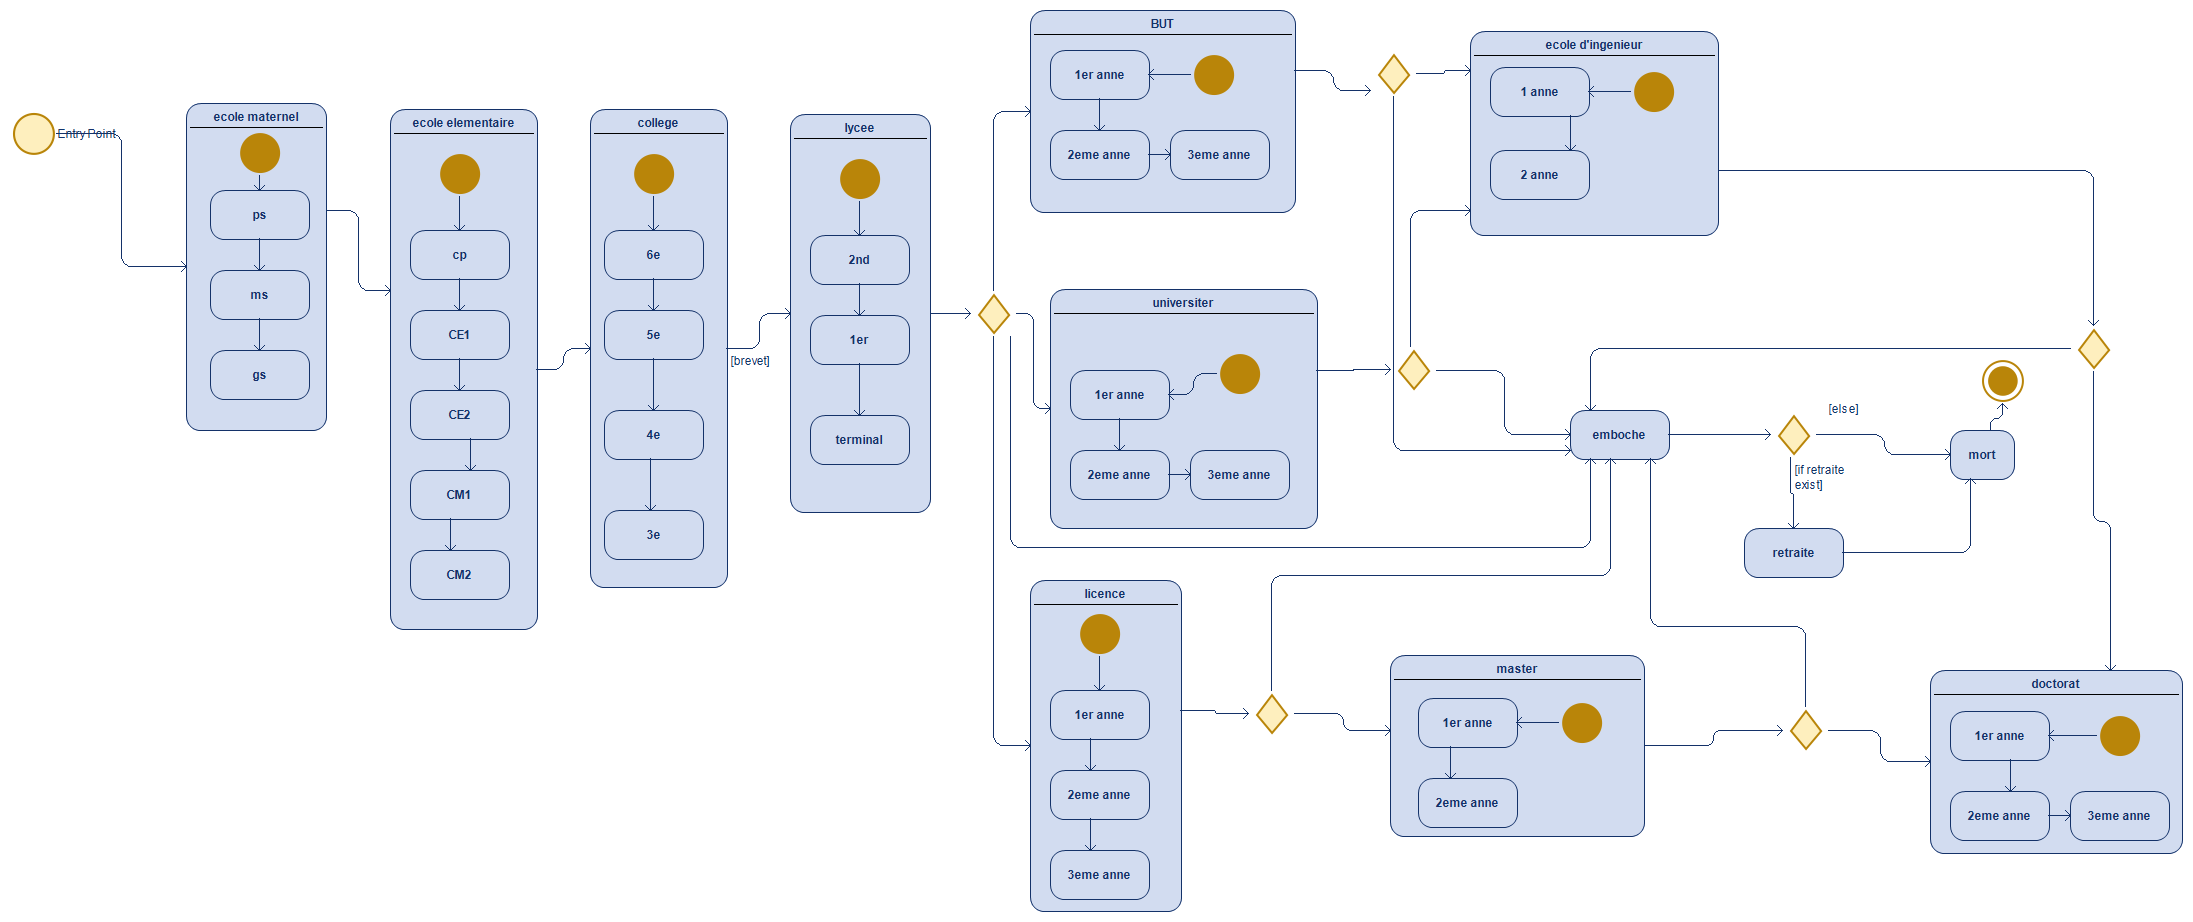 Entry Point
ecole maternel
ps
ms
gs
ecole elementaire
cp
CE1
CE2
CM1
CM2
college
6e
5e
4e
3e
[brevet]
lycee
2nd
1er
terminal
BUT
1er anne
2eme anne
3eme anne
ecole d'ingenieur
1 anne
2 anne
universiter
1er anne
2eme anne
3eme anne
licence
1er anne
2eme anne
3eme anne
master
1er anne
2eme anne
emboche
[else]
[if retraite
exist]
mort
retraite
doctorat
1er anne
2eme anne
3eme anne